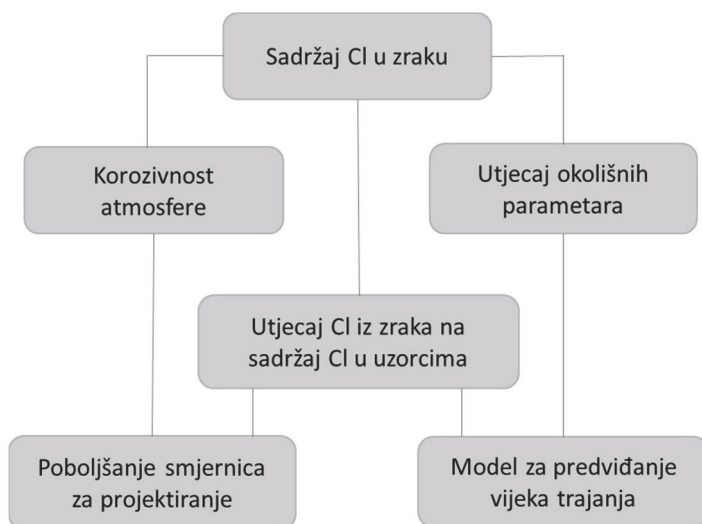 Sadržaj Cl u zraku
Korozivnost
atmosfere
Utjecaj okolišnih
parametara
Utjecaj Cl iz zraka na
sadržaj Cl u uzorcima
Poboljšanje smjernica
za projektiranje
Model za predviđanje
vijeka trajanja